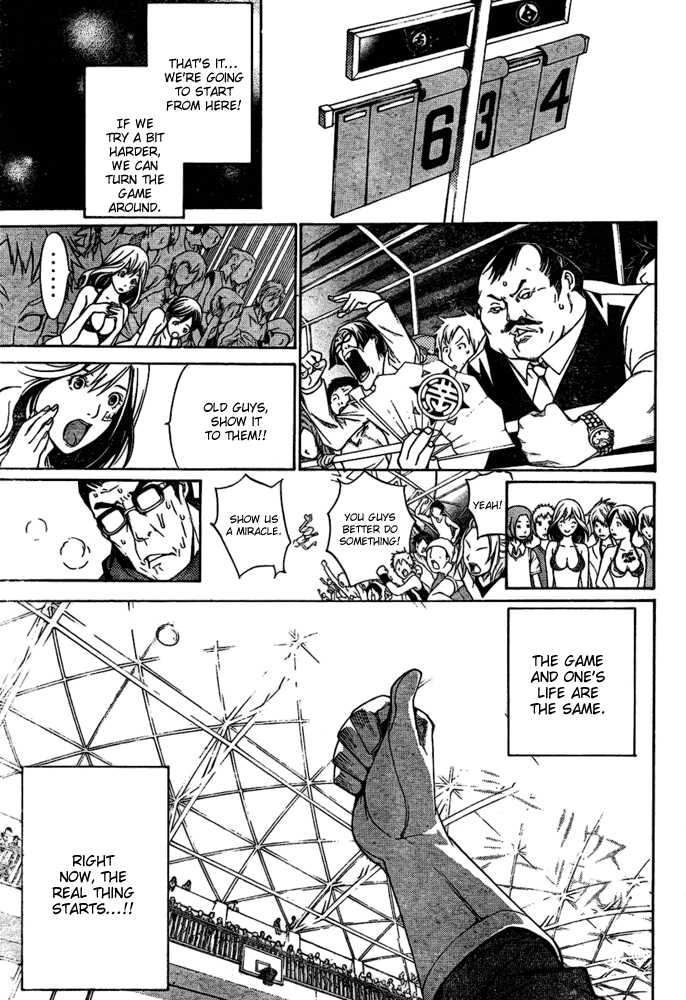 THAT'S IT...
WE'RE GOING
TO START
FROM HERE!
IF WE
TRY A BIT
HARDER,
WE CAN
TURN THE
GAME
AROUND.
6 3 4
......
OLD GUYS,
SHOW IT
TO THEM!!
YEAH!
YOU GUYS
BETTER DO
SOMETHING!
SHOW US
A MIRACLE.
THE GAME
AND ONE'S
LIFE ARE
THE SAME.
RIGHT
NOW, THE
REAL THING
STARTS...!!